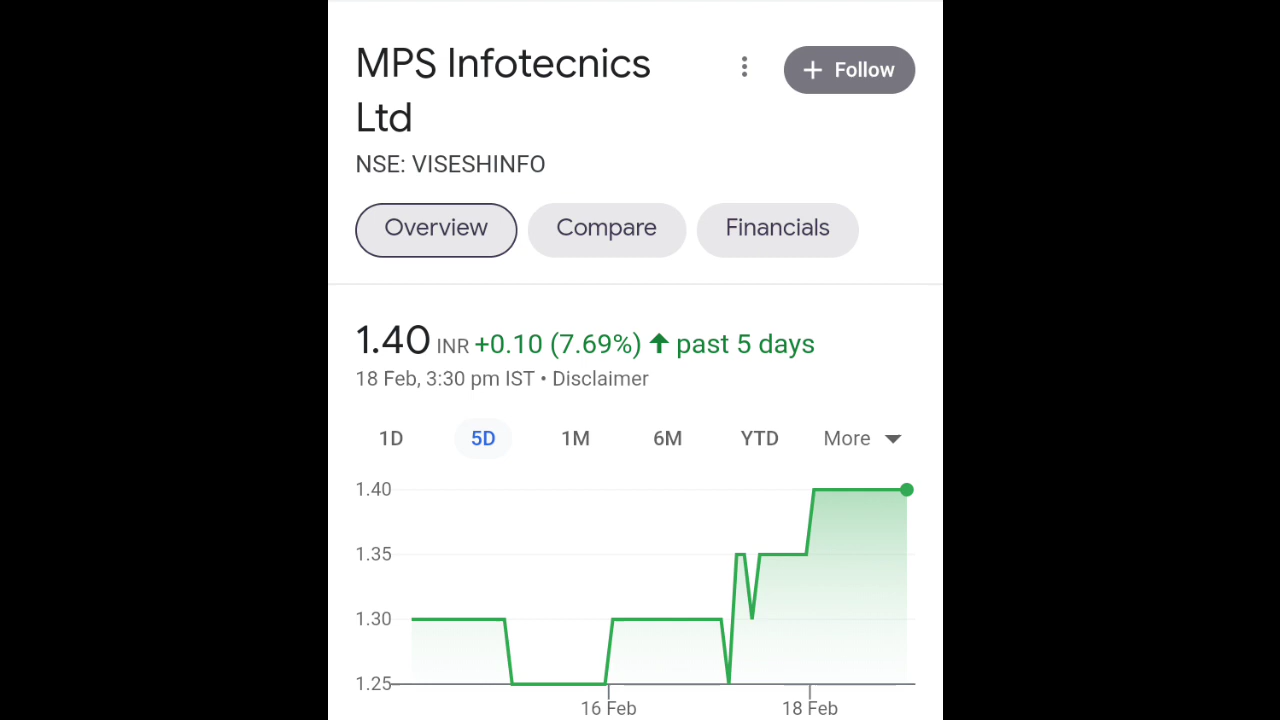 MPS Infotecnics
Ltd
+ Follow
NSE: VISESHINFO
Overview Compare Financials
1.40 INR +0.10 (7.69%) ↑ past 5 days
18 Feb, 3:30 pm IST • Disclaimer
1D 5D 1M 6M YTD More
1.40
1.35
1.30
1.25
16 Feb 18 Feb